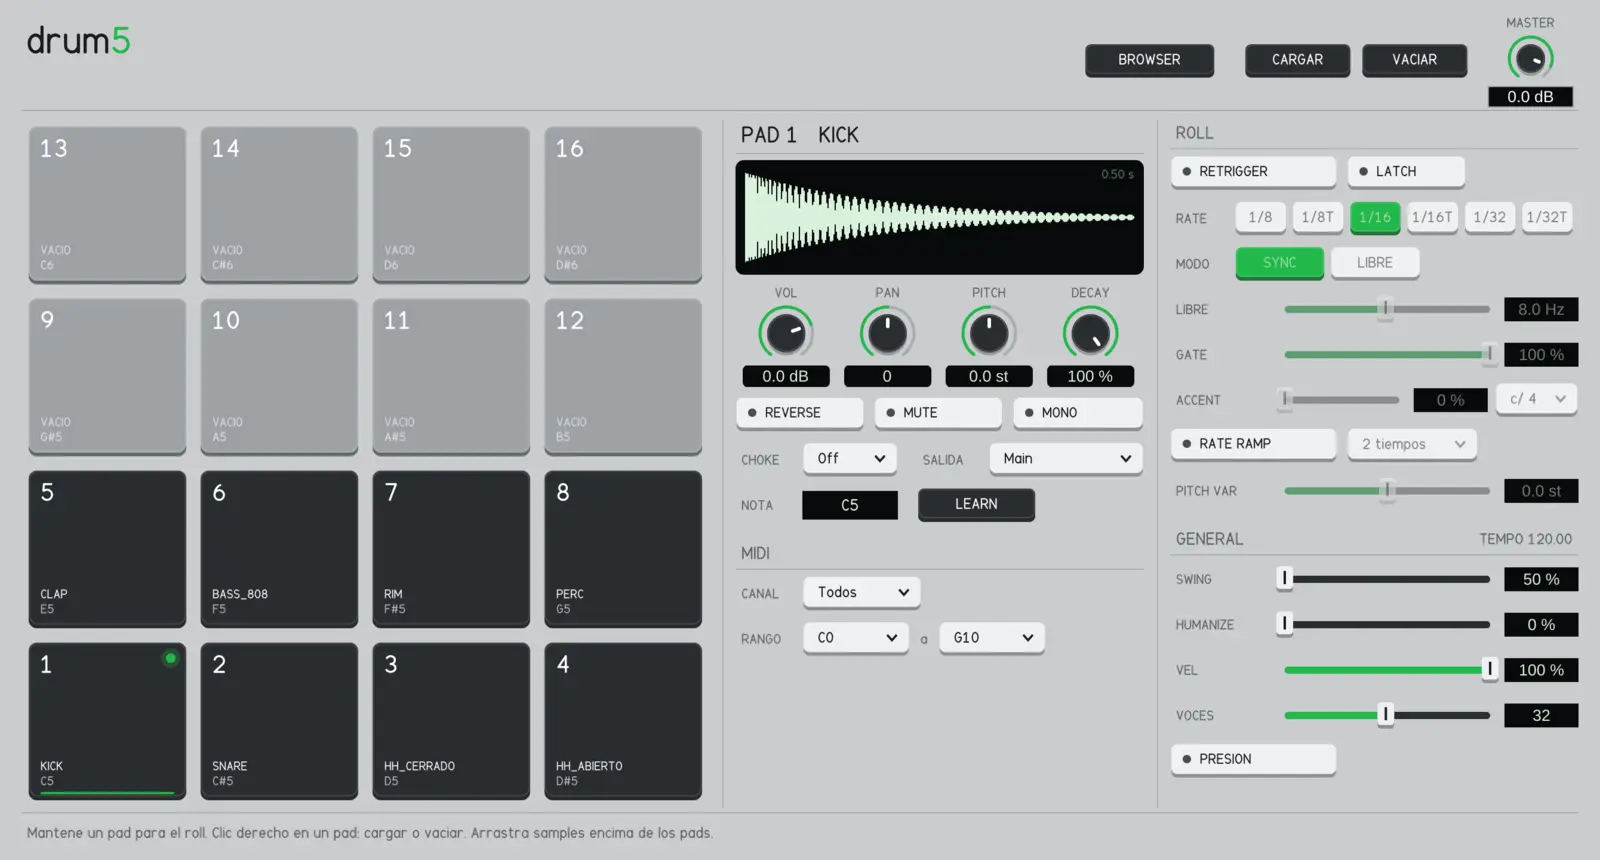 drum5
BROWSER
CARGAR
VACIAR
MASTER
0.0 dB
13
VACIO
C6
14
VACIO
C#6
15
VACIO
D6
16
VACIO
D#6
9
VACIO
G#5
10
VACIO
A5
11
VACIO
A#5
12
VACIO
B5
5
CLAP
E5
6
BASS_808
F5
7
RIM
F#5
8
PERC
G5
1
KICK
C5
2
SNARE
C#5
3
HH_CERRADO
D5
4
HH_ABIERTO
D#5
PAD 1 KICK
0.50 s
VOL
PAN
PITCH
DECAY
0.0 dB
0
0.0 st
100 %
REVERSE
MUTE
MONO
CHOKE
Off
SALIDA
Main
NOTA
C5
LEARN
MIDI
CANAL
Todos
RANGO
C0
a
G10
ROLL
RETRIGGER
LATCH
RATE
1/8
1/8T
1/16
1/16T
1/32
1/32T
MODO
SYNC
LIBRE
LIBRE
8.0 Hz
GATE
100 %
ACCENT
0 %
c/ 4
RATE RAMP
2 tiempos
PITCH VAR
0.0 st
GENERAL
TEMPO 120.00
SWING
50 %
HUMANIZE
0 %
VEL
100 %
VOCES
32
PRESION
Mantene un pad para el roll. Clic derecho en un pad: cargar o vaciar. Arrastra samples encima de los pads.